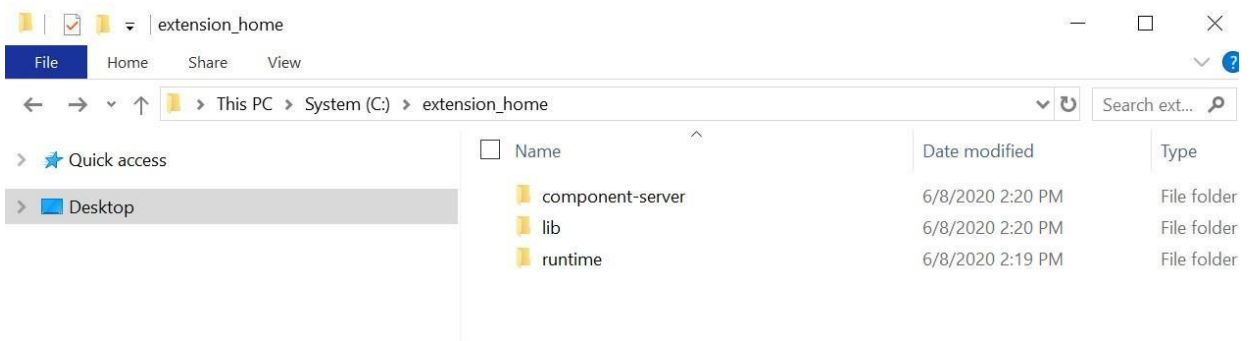 extension_home
File Home Share View ?
This PC > System (C:) > extension_home Search ext...
Quick access
Desktop
Name Date modified Type
component-server 6/8/2020 2:20 PM File folder
lib 6/8/2020 2:20 PM File folder
runtime 6/8/2020 2:19 PM File folder